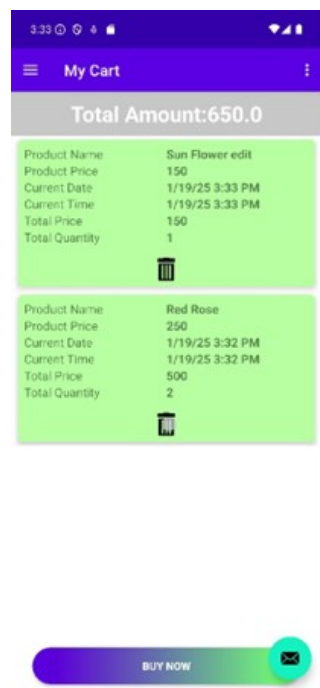 3:33
My Cart
Total Amount:650.0
Product Name Sun Flower edit
Product Price 150
Current Date 1/19/25 3:33 PM
Current Time 1/19/25 3:33 PM
Total Price 150
Total Quantity 1
Product Name Red Rose
Product Price 250
Current Date 1/19/25 3:32 PM
Current Time 1/19/25 3:32 PM
Total Price 500
Total Quantity 2
BUY NOW